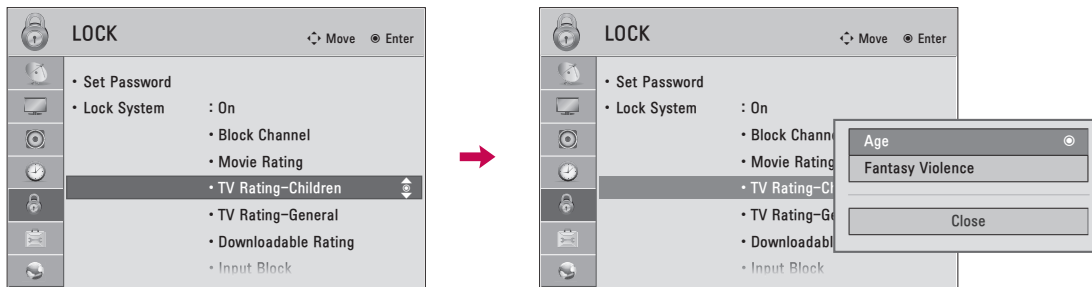 LOCK
Move
Enter
• Set Password
• Lock System : On
• Block Channel
• Movie Rating
• TV Rating-Children
• TV Rating-General
• Downloadable Rating
• Input Block
LOCK
Move
Enter
• Set Password
• Lock System : On
• Block Chann
• Movie Rating
• TV Rating-Ch
• TV Rating-Ge
• Downloadabl
• Input Block
Age
Fantasy Violence
Close